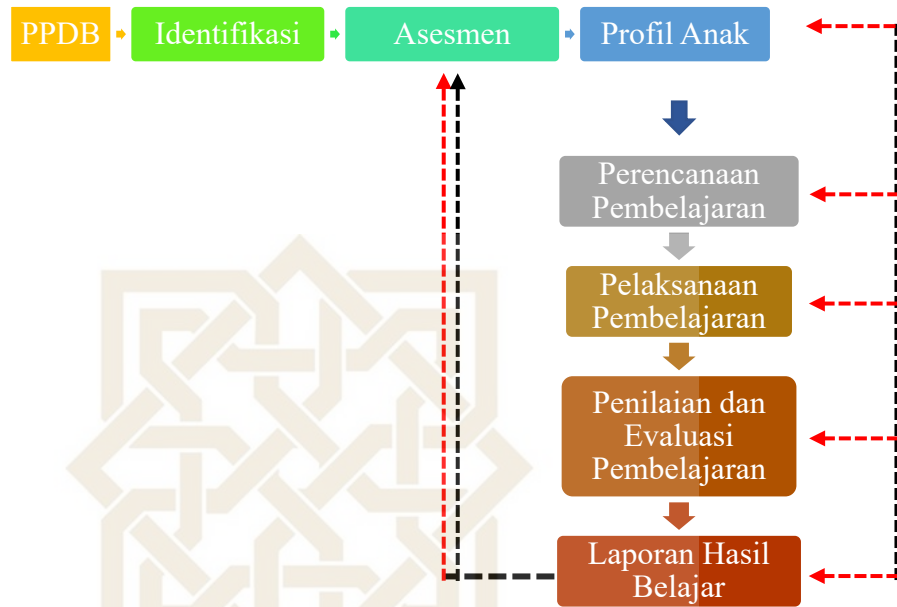 PPDB
Identifikasi
Asesmen
Profil Anak
Perencanaan
Pembelajaran
Pelaksanaan
Pembelajaran
Penilaian dan
Evaluasi
Pembelajaran
Laporan Hasil
Belajar